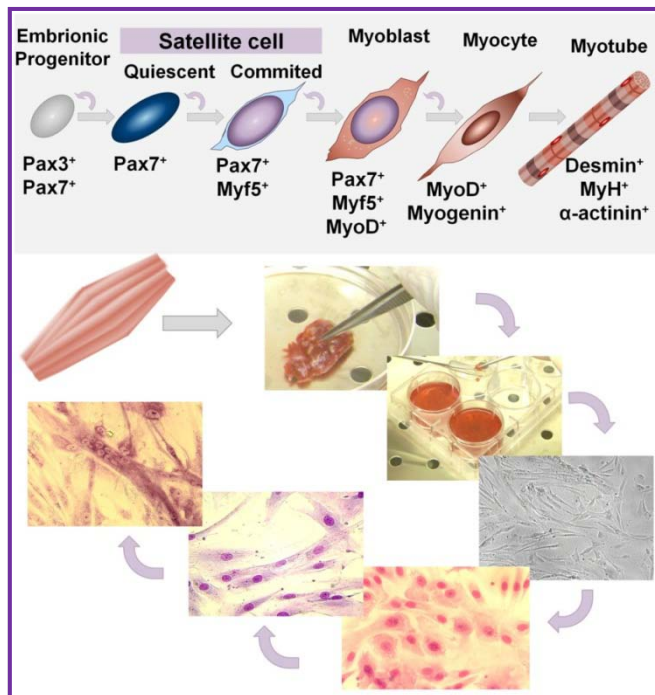 Embrionic
Progenitor
Satellite cell
Quiescent Commited
Myoblast
Myocyte
Myotube
Pax3⁺
Pax7⁺
Pax7⁺
Pax7⁺
Myf5⁺
Pax7⁺
Myf5⁺
MyoD⁺
MyoD⁺
Myogenin⁺
Desmin⁺
MyH⁺
α-actinin⁺